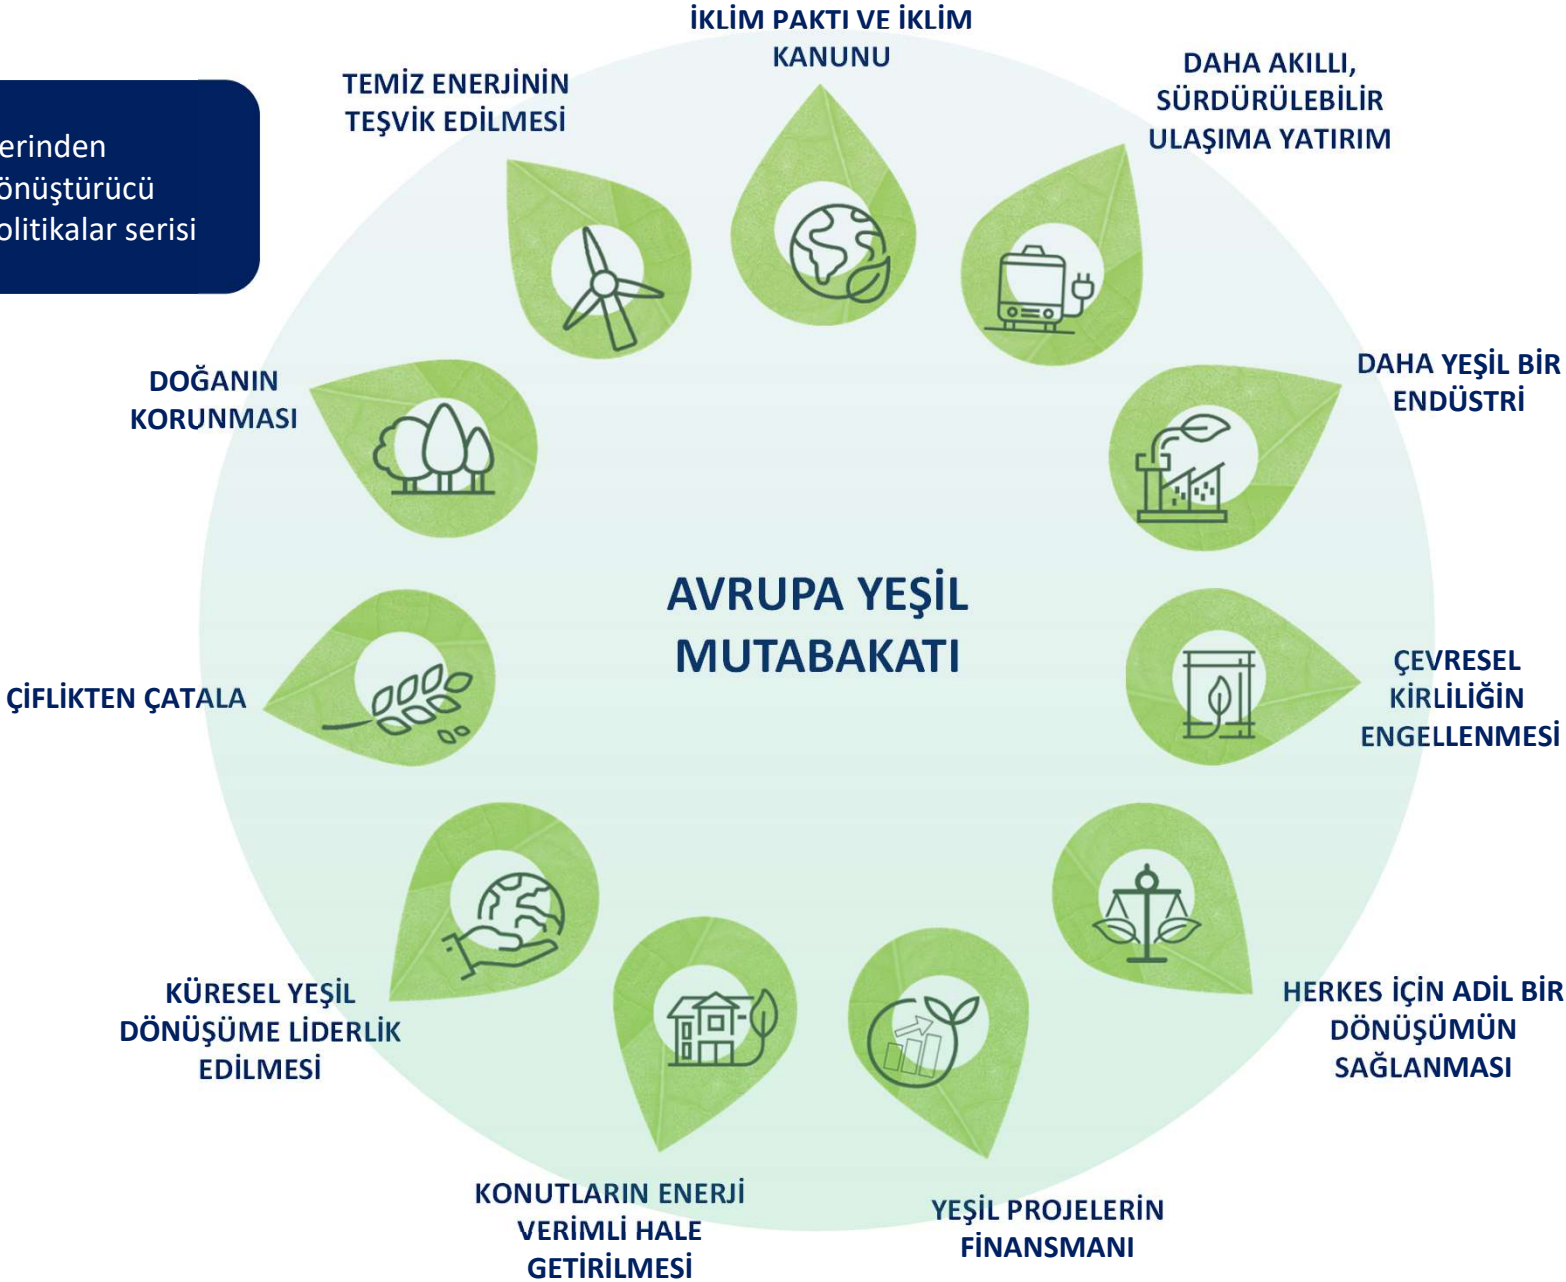 İKLİM PAKTI VE İKLİM
KANUNU
DAHA AKILLI,
SÜRDÜRÜLEBİLİR
ULAŞIMA YATIRIM
TEMİZ ENERJİNİN
TEŞVİK EDİLMESİ
erinden
önüştürücü
olitikalar serisi
DAHA YEŞİL BİR
ENDÜSTRİ
DOĞANIN
KORUNMASI
AVRUPA YEŞİL
MUTABAKATI
ÇEVRESEL
KİRLİLİĞİN
ENGELLENMESİ
ÇİFLİKTEN ÇATALA
HERKES İÇİN ADİL BİR
DÖNÜŞÜMÜN
SAĞLANMASI
KÜRESEL YEŞİL
DÖNÜŞÜME LİDERLİK
EDİLMESİ
KONUTLARIN ENERJİ
VERİMLİ HALE
GETİRİLMESİ
YEŞİL PROJELERİN
FİNANSMANI